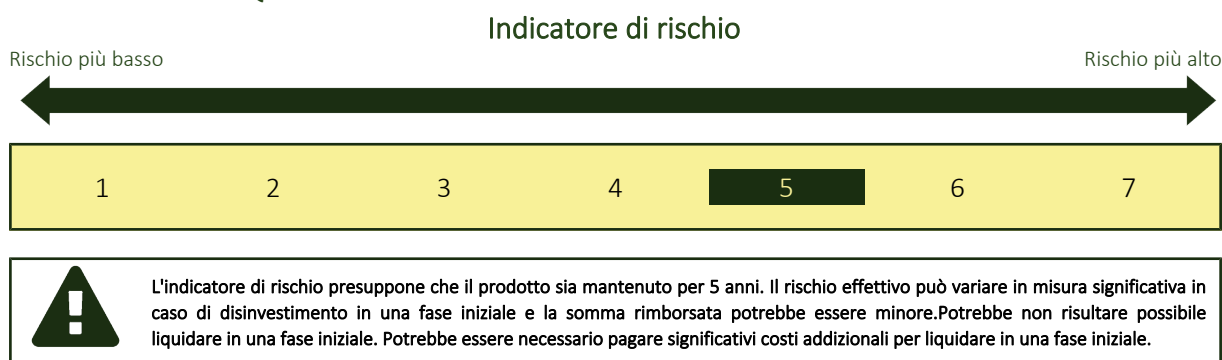 Indicatore di rischio
Rischio più basso Rischio più alto
1 2 3 4 5 6 7
L'indicatore di rischio presuppone che il prodotto sia mantenuto per 5 anni. Il rischio effettivo può variare in misura significativa in
caso di disinvestimento in una fase iniziale e la somma rimborsata potrebbe essere minore.Potrebbe non risultare possibile
liquidare in una fase iniziale. Potrebbe essere necessario pagare significativi costi addizionali per liquidare in una fase iniziale.